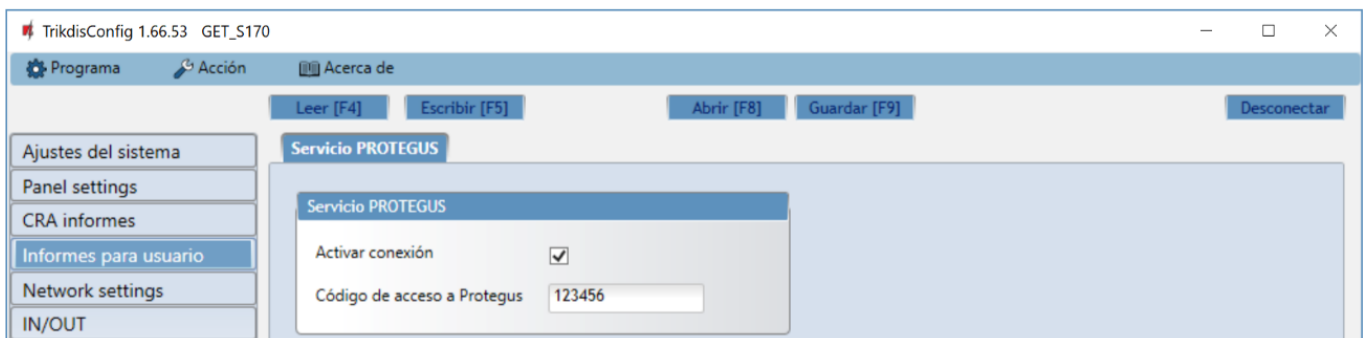 TrikdisConfig 1.66.53 GET_S170
Programa Acción Acerca de
Leer [F4] Escribir [F5] Abrir [F8] Guardar [F9] Desconectar
Ajustes del sistema
Panel settings
CRA informes
Informes para usuario
Network settings
IN/OUT
Servicio PROTEGUS
Servicio PROTEGUS
Activar conexión
Código de acceso a Protegus 123456